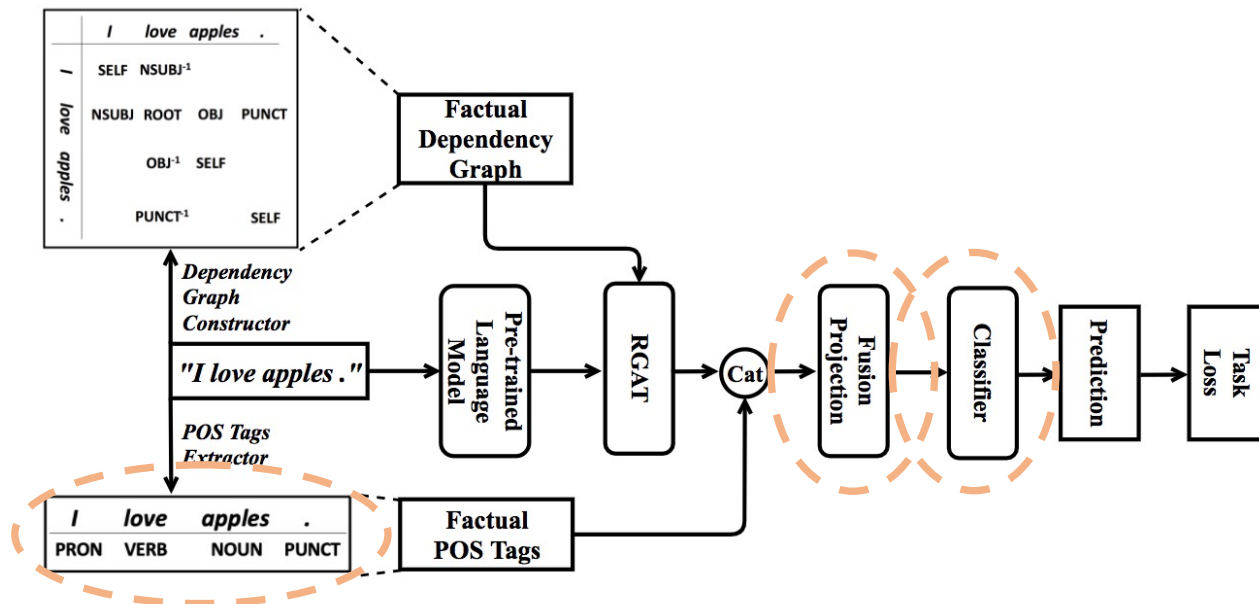 I love apples .
I SELF NSUBJ-1
love NSUBJ ROOT OBJ PUNCT
apples OBJ-1 SELF
. PUNCT-1 SELF
Factual
Dependency
Graph
Dependency
Graph
Constructor
"I love apples ."
Pre-trained
Language
Model
RGAT
Cat
Fusion
Projection
Classifier
Prediction
Task
Loss
POS Tags
Extractor
I love apples .
PRON VERB NOUN PUNCT
Factual
POS Tags